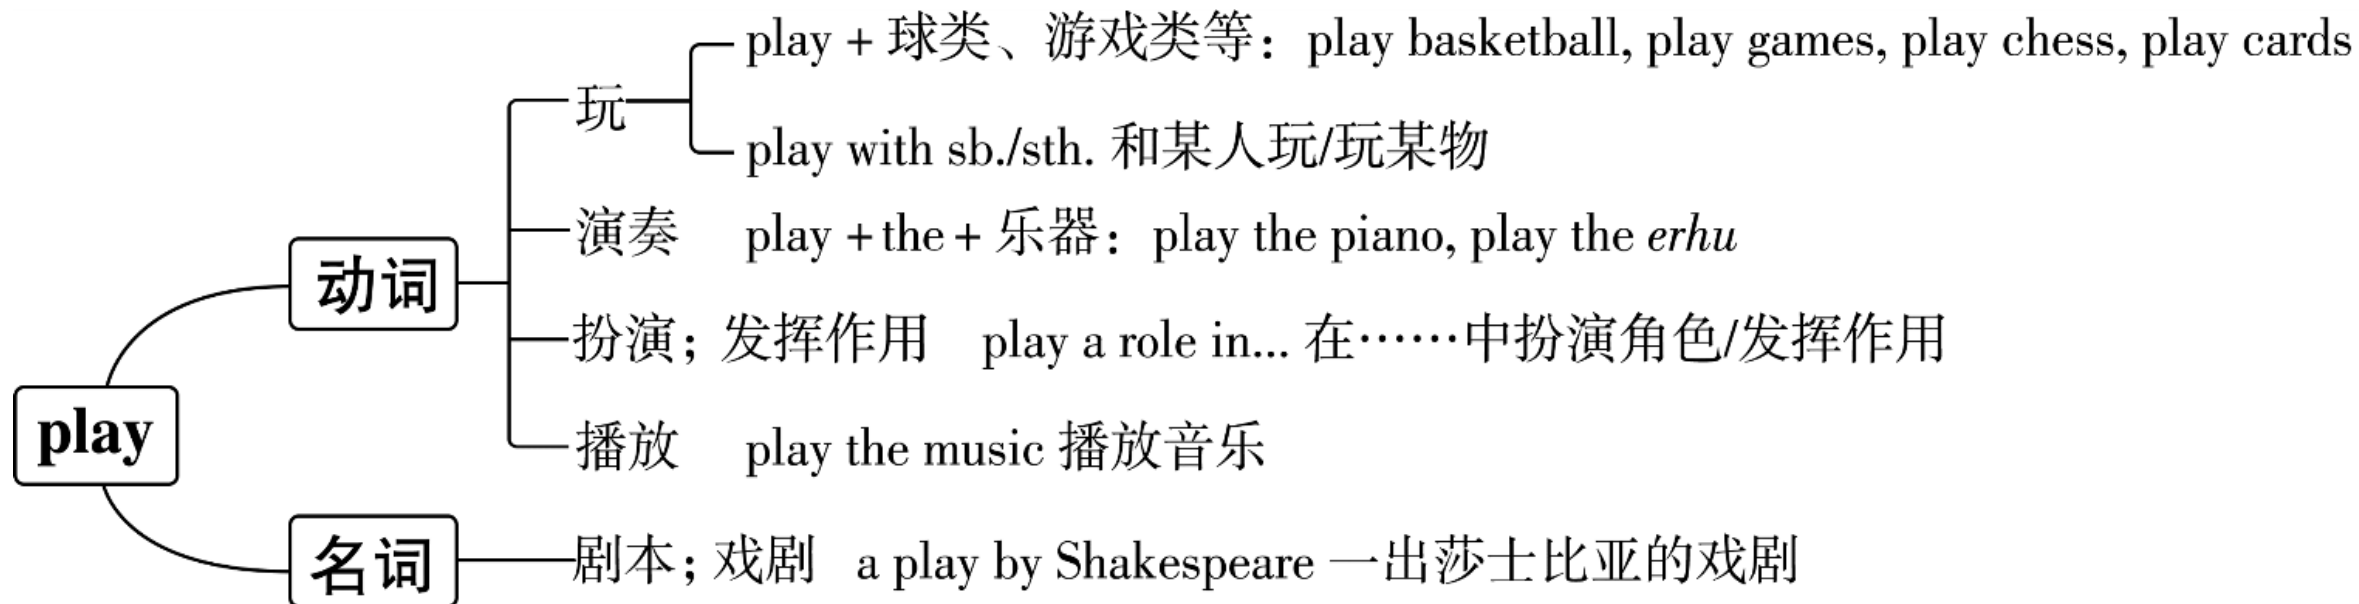 play + 球类、游戏类等：play basketball, play games, play chess, play cards
玩
play with sb./sth. 和某人玩/玩某物
演奏 play + the + 乐器：play the piano, play the erhu
动词
扮演；发挥作用 play a role in... 在……中扮演角色/发挥作用
play
播放 play the music 播放音乐
名词
剧本；戏剧 a play by Shakespeare 一出莎士比亚的戏剧